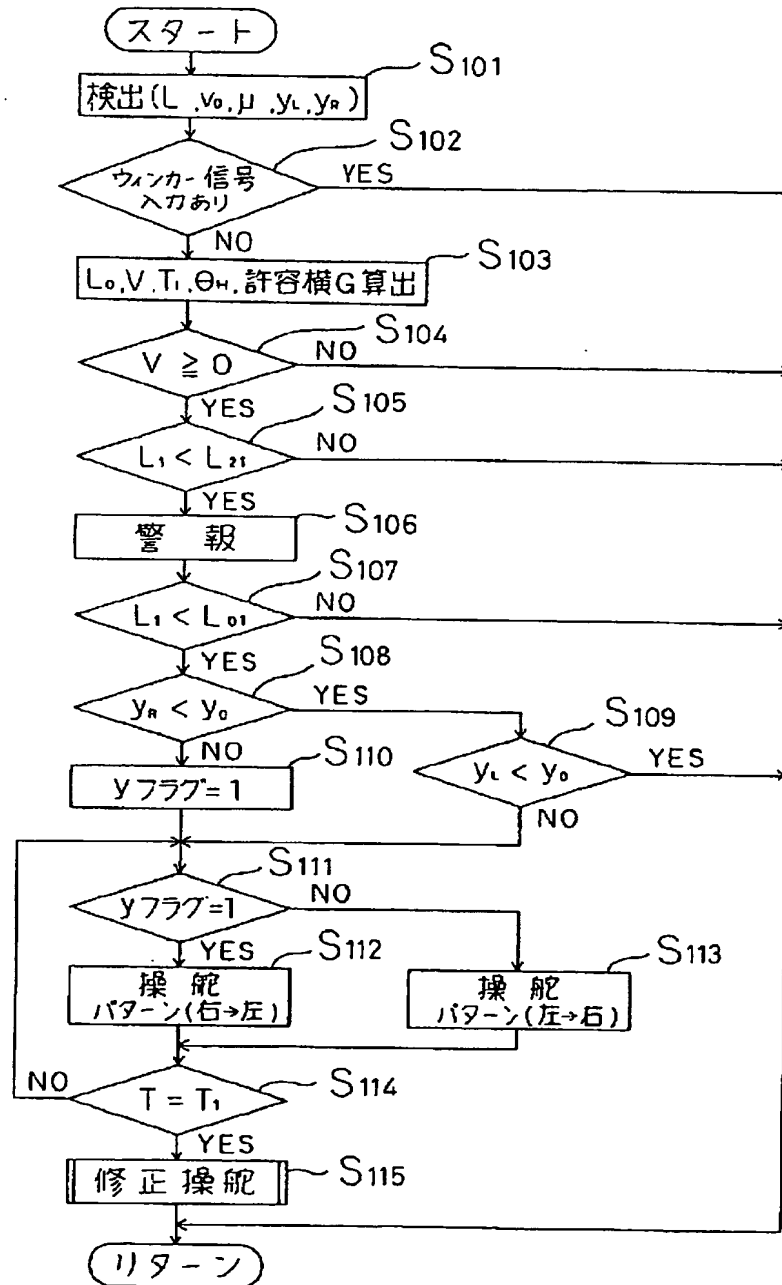 スタート
S101
検出(L,v₀,μ,yL,yR)
S102
ウィンカー信号
入力あり
YES
NO
S103
L₀,V,T₁,θH,許容横G算出
S104
V ≧ 0
NO
YES
S105
L₁ < L₂₁
NO
YES
S106
警報
S107
L₁ < L₀₁
NO
YES
S108
yR < y₀
YES
S109
NO
S110
yL < y₀
YES
yフラグ=1
NO
S111
yフラグ=1
NO
YES
S112
S113
操舵
パターン(右→左)
操舵
パターン(左→右)
NO
S114
T = T₁
YES
S115
修正操舵
リターン